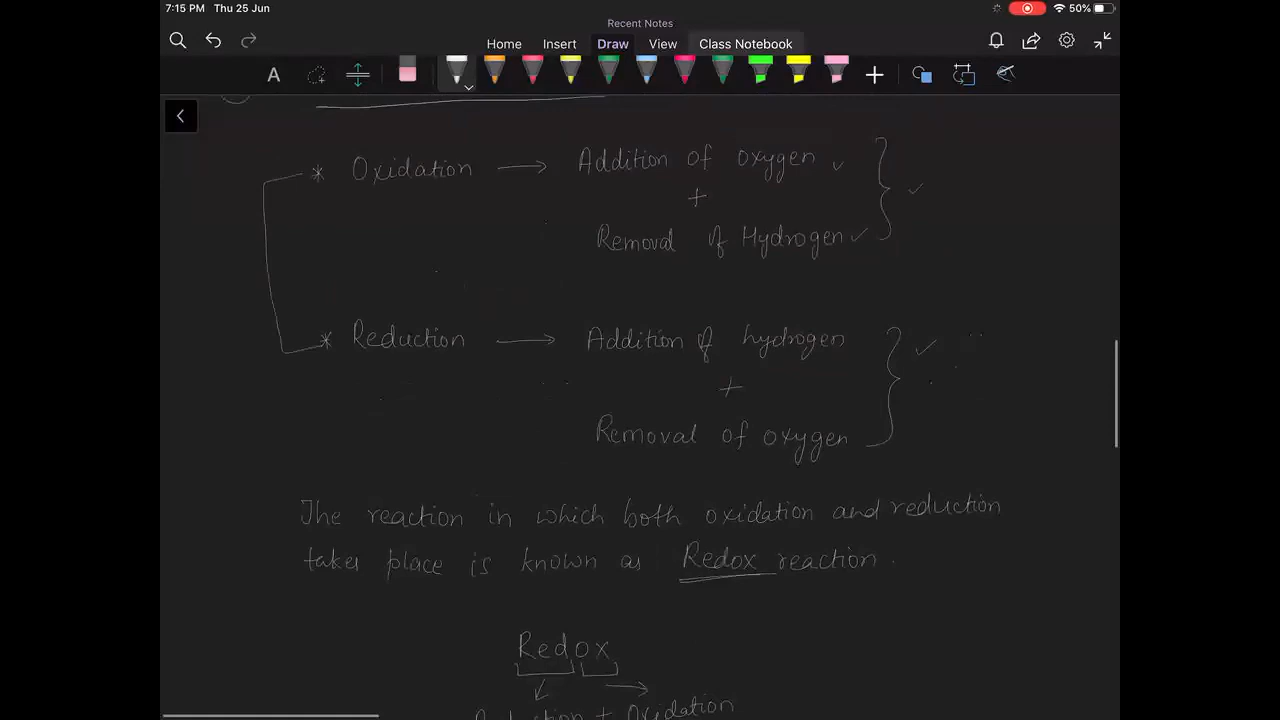 7:15 PM Thu 25 Jun
50%
Recent Notes
Home Insert Draw View Class Notebook
A
* Oxidation → Addition of oxygen ✓
+
Removal of Hydrogen ✓
* Reduction → Addition of hydrogen ✓
+
Removal of oxygen
The reaction in which both oxidation and reduction
takes place is known as Redox reaction.
Redox
+ Oxidation